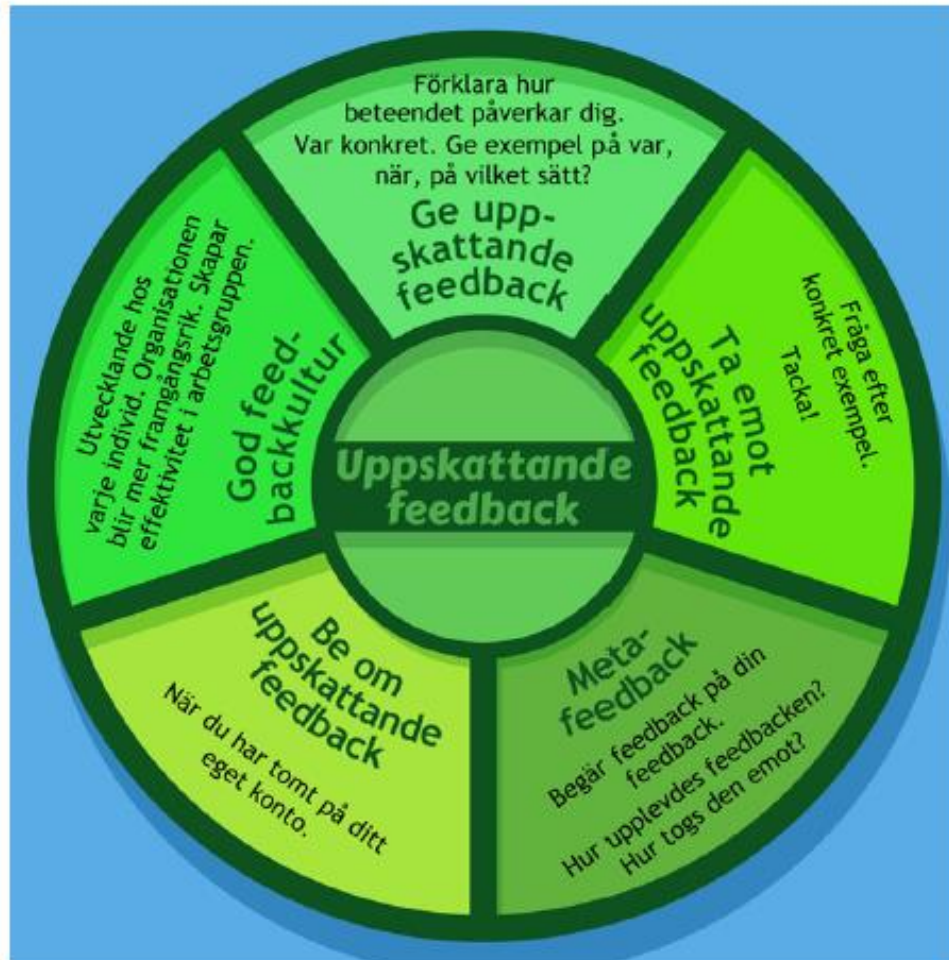 Förklara hur
beteendet påverkar dig.
Var konkret. Ge exempel på var,
när, på vilket sätt?
Ge upp-
skattande
feedback
Fråga efter
konkret exempel.
Tacka!
Ta emot
uppskattande
feedback
Meta-
feedback
Begär feedback på din
feedback.
Hur upplevdes feedbacken?
Hur togs den emot?
Be om
uppskattande
feedback
När du har tomt på ditt
eget konto.
Utvecklande hos
varje individ. Organisationen
blir mer framgångsrik. Skapar
effektivitet i arbetsgruppen.
God feed-
backkultur
Uppskattande
feedback